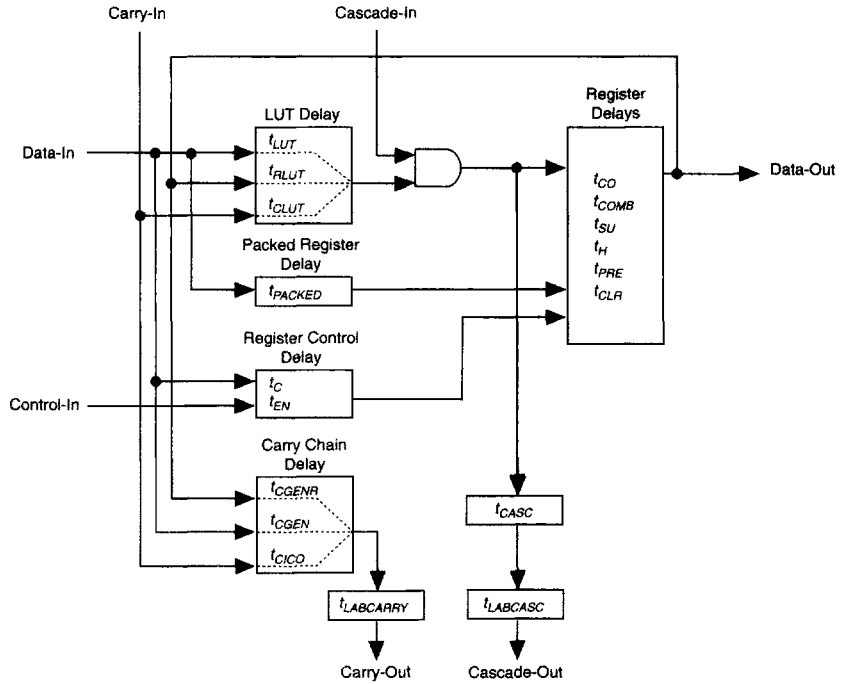 Carry-In
Cascade-In
LUT Delay
Register
Delays
Data-In
tLUT
tRLUT
tCLUT
Data-Out
tCO
tCOMB
tSU
tH
tPRE
tCLR
Packed Register
Delay
tPACKED
Register Control
Delay
tC
tEN
Control-In
Carry Chain
Delay
tCGENR
tCGEN
tCICO
tCASC
tLABCARRY
tLABCASC
Carry-Out
Cascade-Out